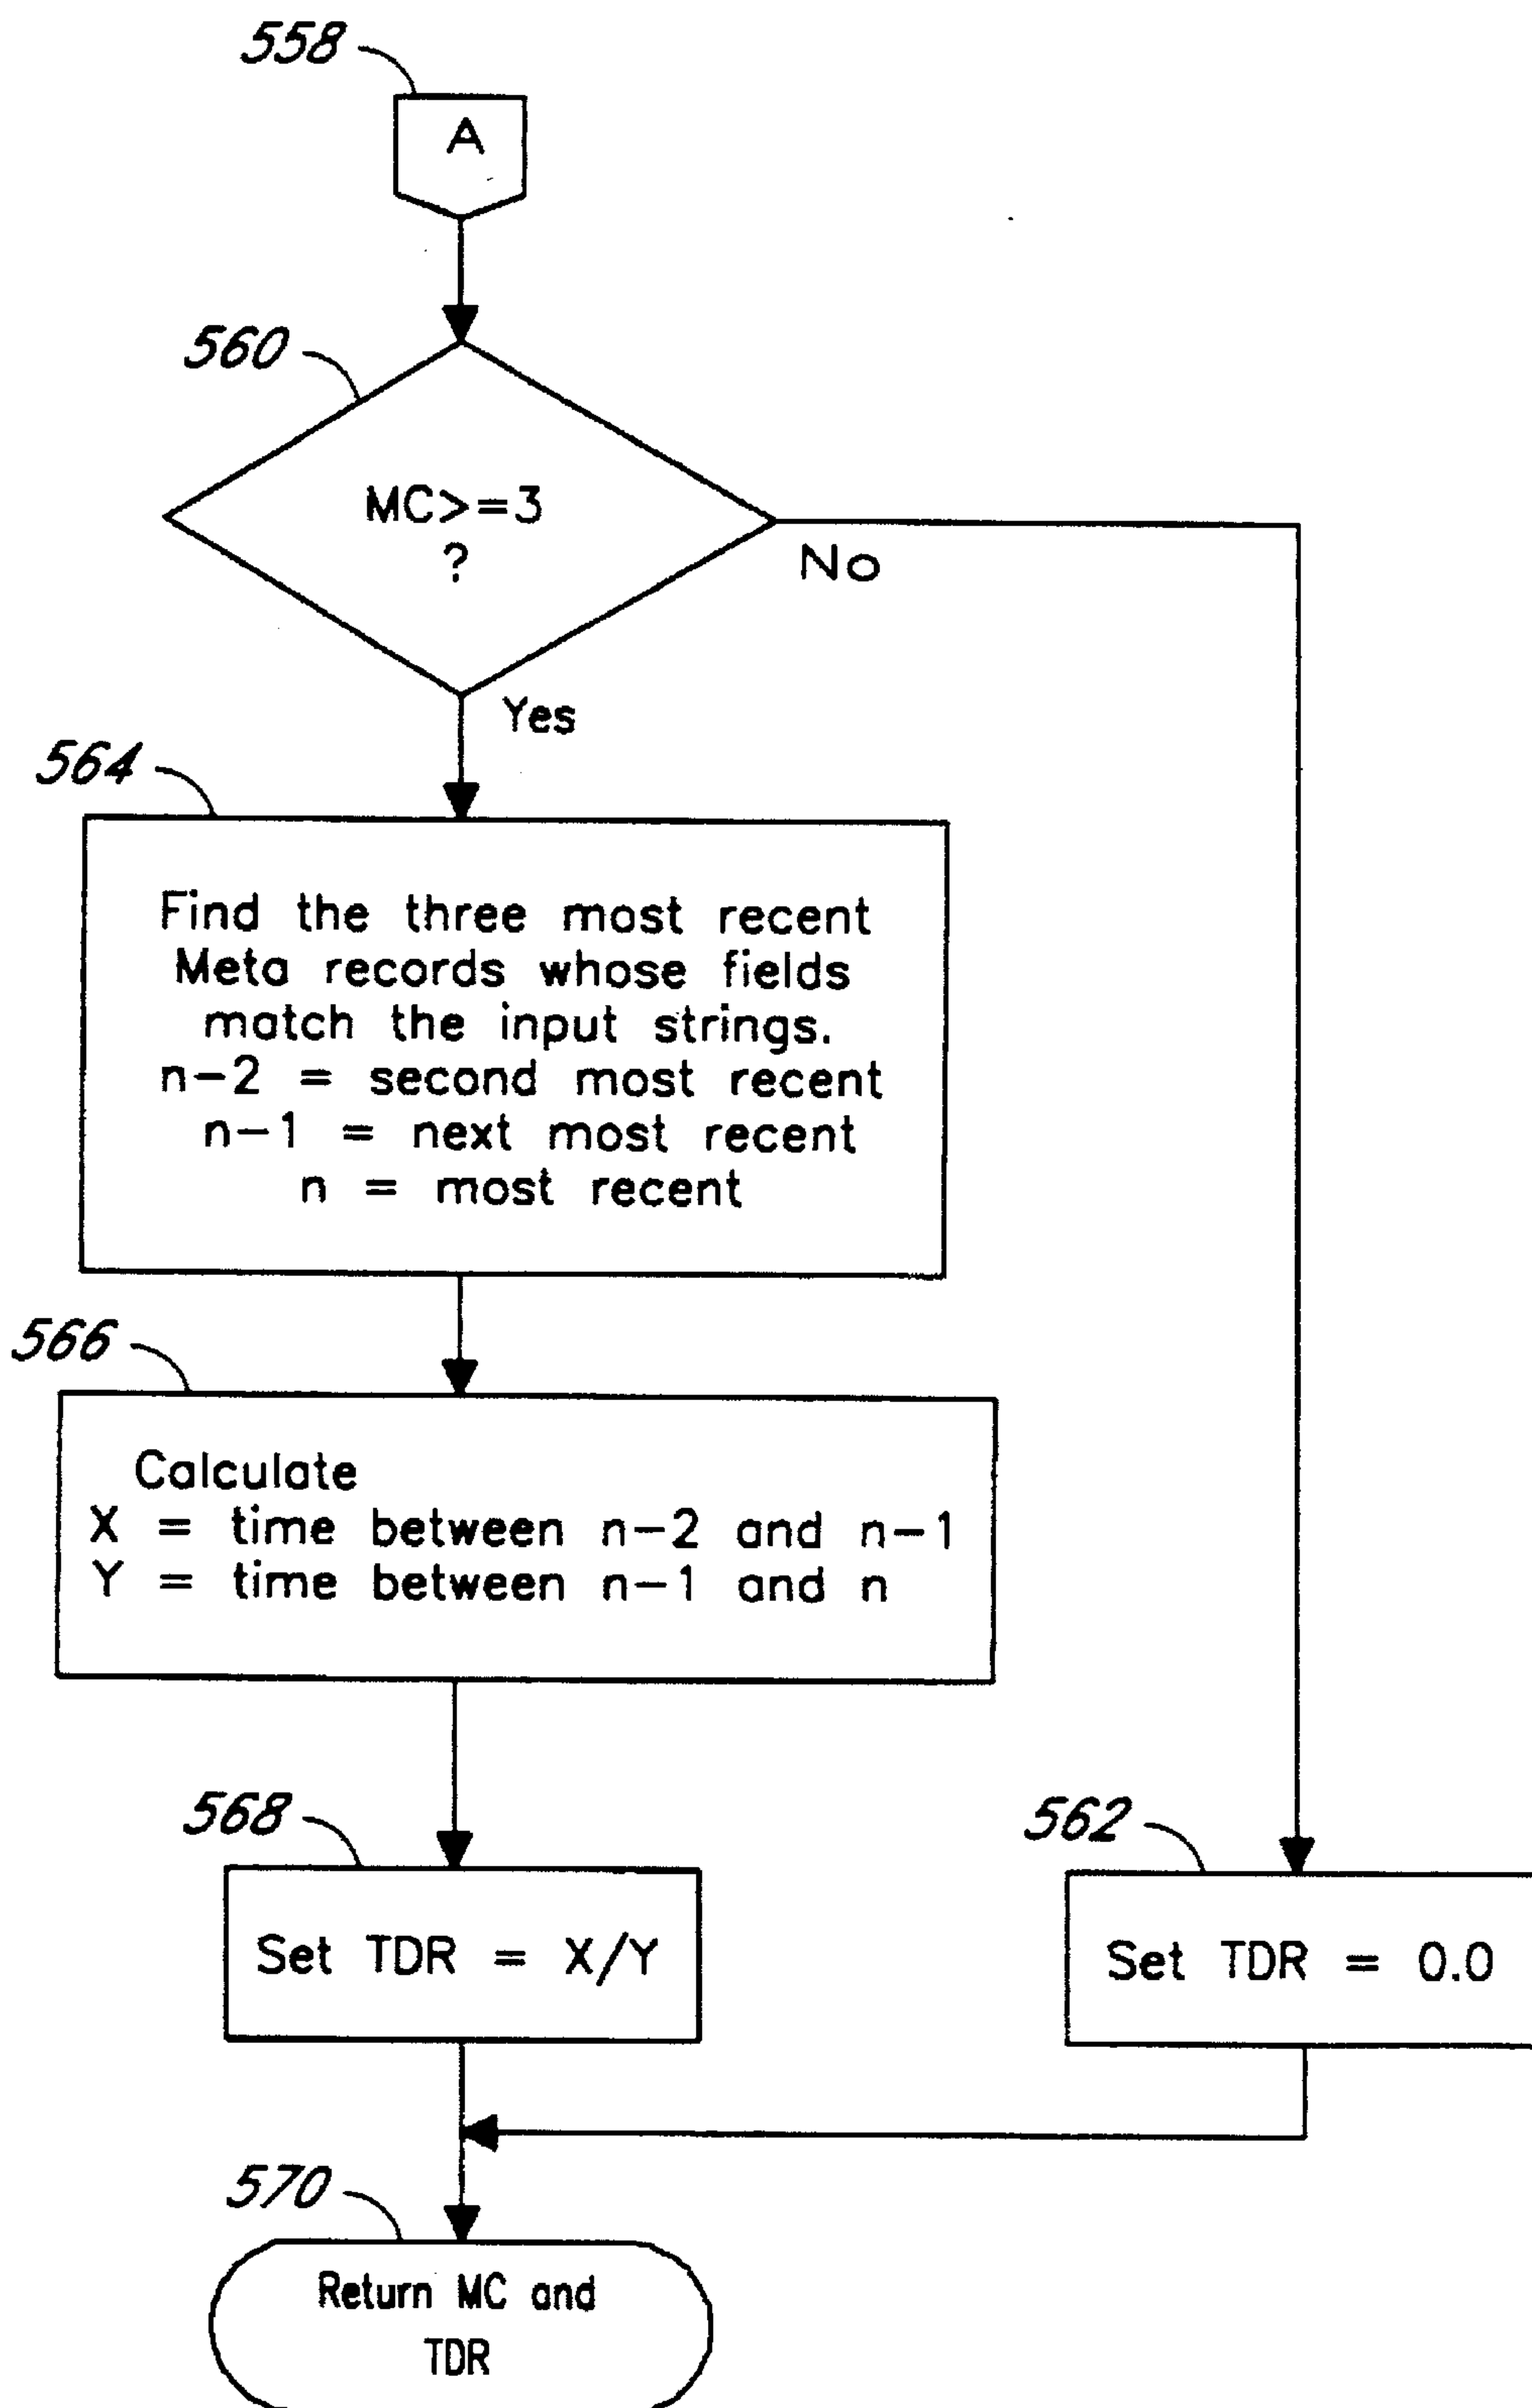 558
A
560
MC>=3
?
No
Yes
564
Find the three most recent
Meta records whose fields
match the input strings.
n-2 = second most recent
n-1 = next most recent
n = most recent
566
Calculate
X = time between n-2 and n-1
Y = time between n-1 and n
568
Set TDR = X/Y
562
Set TDR = 0.0
570
Return MC and
TDR